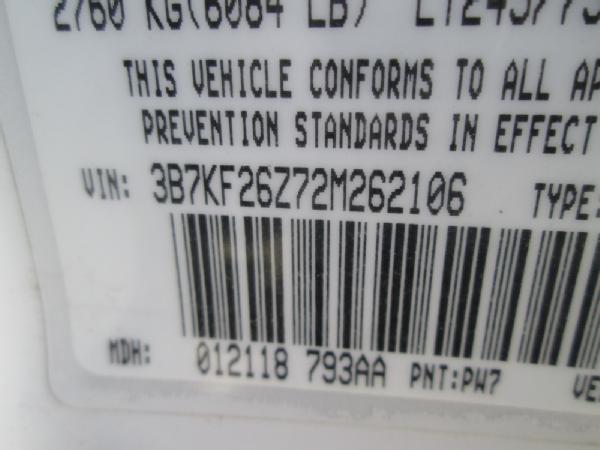 2760 KG(6084 LB)
THIS VEHICLE CONFORMS TO ALL
PREVENTION STANDARDS IN EFFECT
VIN: 3B7KF26Z72M262106 TYPE:
MDH: 012118 793AA PNT:PW7